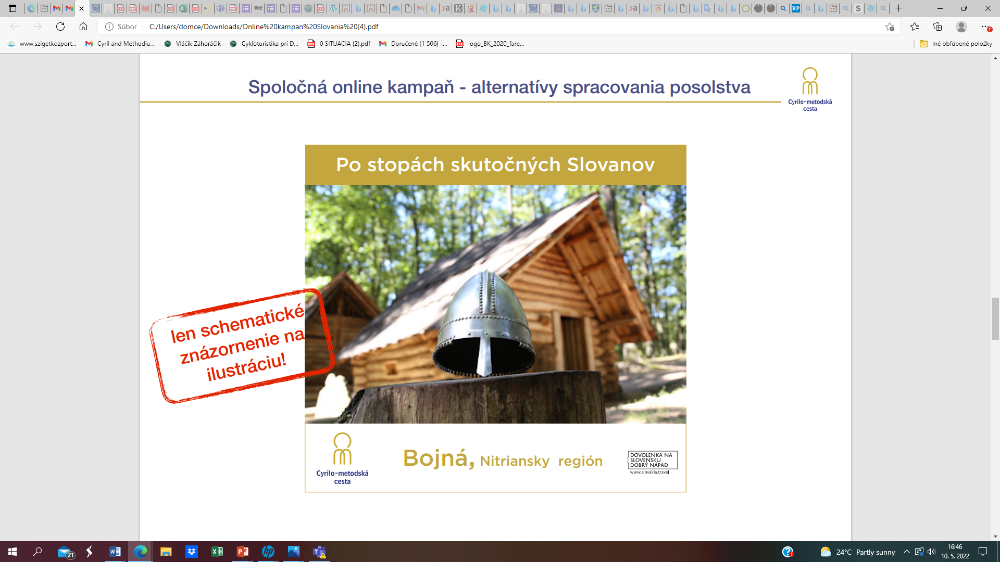 Súbor
C:/Users/domce/Downloads/Online%20kampan%20Slovania%20(4).pdf
www.szigetkozport...
Cyril and Methodiu...
Vláčik Záhoráčik
Cykloturistika pri D...
0 SITUACIA (2).pdf
Doručené (1 506) -...
logo_BK_2020_fare...
Iné obľúbené položky
Spoločná online kampaň - alternatívy spracovania posolstva
Cyrilo-metodská
cesta
Po stopách skutočných Slovanov
len schematické
znázornenie na
ilustráciu!
Cyrilo-metodská
cesta
Bojná, Nitriansky región
DOVOLENKA NA
SLOVENSKU
DOBRÝ NÁPAD
www.slovakia.travel
21
24°C Partly sunny
16:46
10. 5. 2022